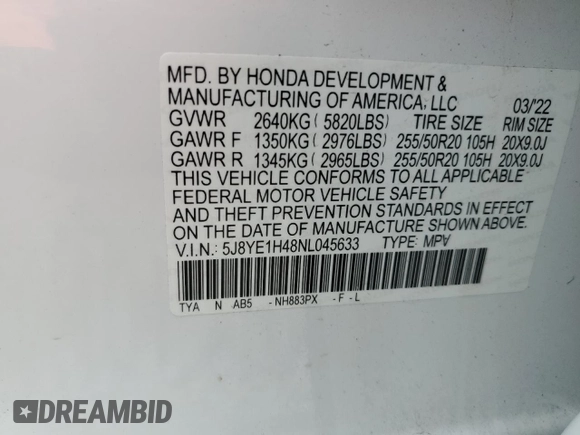 MFD. BY HONDA DEVELOPMENT &
MANUFACTURING OF AMERICA, LLC 03/'22
GVWR 2640KG ( 5820LBS) TIRE SIZE RIM SIZE
GAWR F 1350KG ( 2976LBS) 255/50R20 105H 20X9.0J
GAWR R 1345KG ( 2965LBS) 255/50R20 105H 20X9.0J
THIS VEHICLE CONFORMS TO ALL APPLICABLE
FEDERAL MOTOR VEHICLE SAFETY
AND THEFT PREVENTION STANDARDS IN EFFECT
ON THE DATE OF MANUFACTURE SHOWN ABOVE.
V.I.N.: 5J8YE1H48NL045633 TYPE: MPV
TYA N AB5 -NH883PX -F-L
DREAMBID